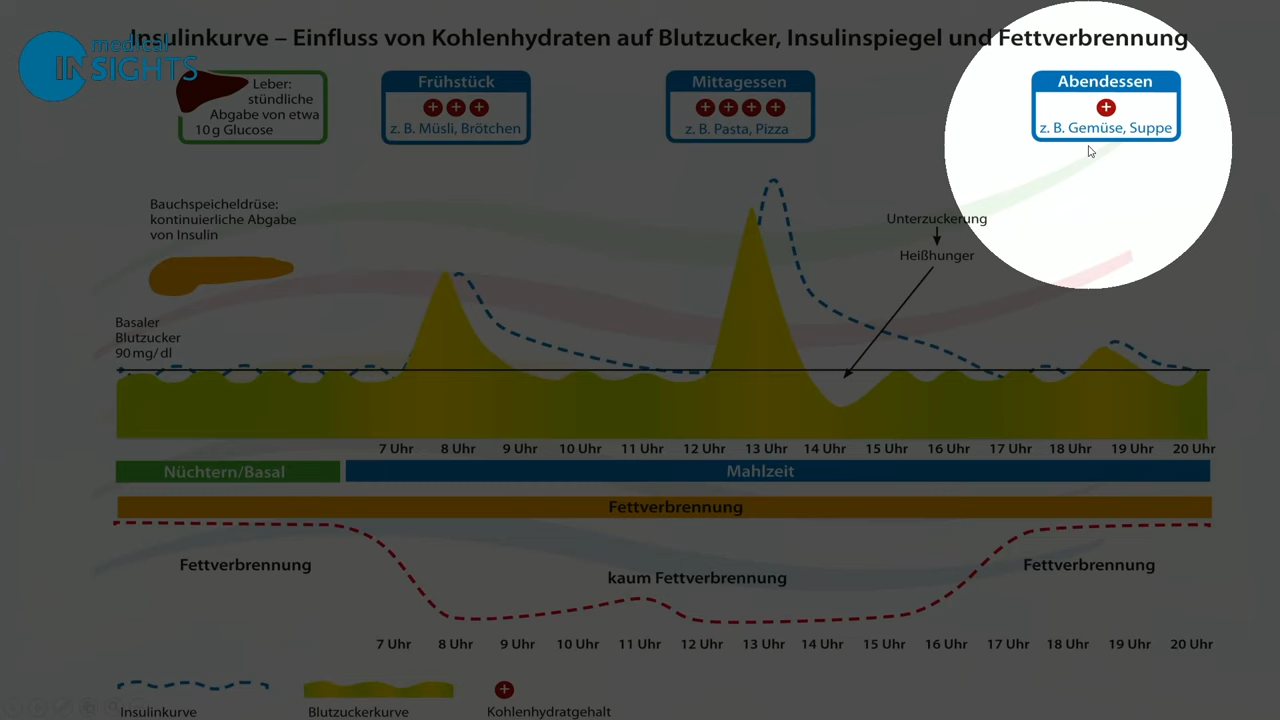 Insulinkurve – Einfluss von Kohlenhydraten auf Blutzucker, Insulinspiegel und Fettverbrennung
medical
INSIGHTS
Leber:
stündliche
Abgabe von etwa
10 g Glucose
Frühstück
z. B. Müsli, Brötchen
Mittagessen
z. B. Pasta, Pizza
Abendessen
z. B. Gemüse, Suppe
Bauchspeicheldrüse:
kontinuierliche Abgabe
von Insulin
Unterzuckerung
Heißhunger
Basaler
Blutzucker
90 mg/dl
7 Uhr 8 Uhr 9 Uhr 10 Uhr 11 Uhr 12 Uhr 13 Uhr 14 Uhr 15 Uhr 16 Uhr 17 Uhr 18 Uhr 19 Uhr 20 Uhr
Nüchtern/Basal Mahlzeit
Fettverbrennung
Fettverbrennung kaum Fettverbrennung Fettverbrennung
7 Uhr 8 Uhr 9 Uhr 10 Uhr 11 Uhr 12 Uhr 13 Uhr 14 Uhr 15 Uhr 16 Uhr 17 Uhr 18 Uhr 19 Uhr 20 Uhr
Insulinkurve Blutzuckerkurve Kohlenhydratgehalt